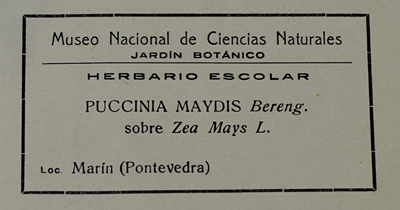 Museo Nacional de Ciencias Naturales
JARDÍN BOTÁNICO
HERBARIO ESCOLAR
PUCCINIA MAYDIS Bereng.
sobre Zea Mays L.
Loc. Marín (Pontevedra)